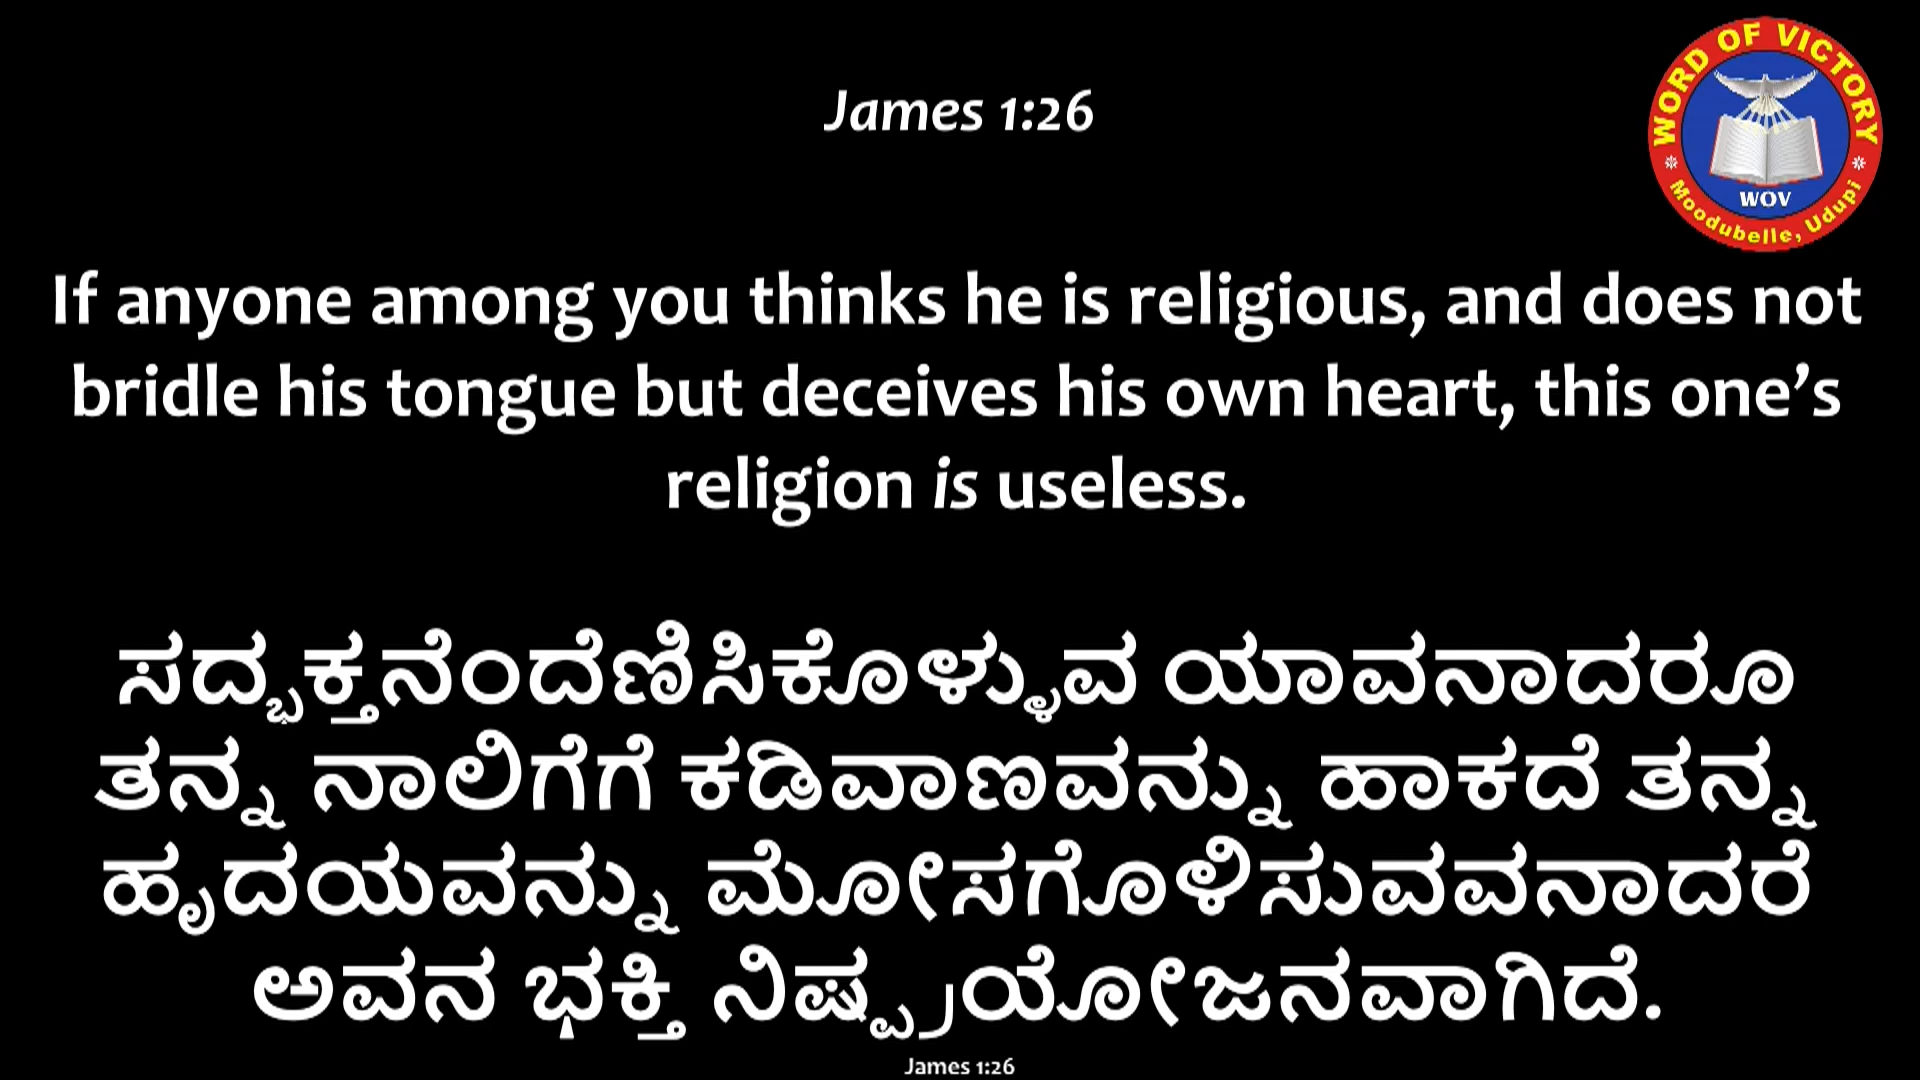 James 1:26
WORD OF VICTORY
WOV
Moodubelle, Udupi
If anyone among you thinks he is religious, and does not
bridle his tongue but deceives his own heart, this one’s
religion is useless.
ಸದ್ಭಕ್ತನೆಂದೆಣಿಸಿಕೊಳ್ಳುವ ಯಾವನಾದರೂ
ತನ್ನ ನಾಲಿಗೆಗೆ ಕಡಿವಾಣವನ್ನು ಹಾಕದೆ ತನ್ನ
ಹೃದಯವನ್ನು ಮೋಸಗೊಳಿಸುವವನಾದರೆ
ಅವನ ಭಕ್ತಿ ನಿಷ್ಪ್ರಯೋಜನವಾಗಿದೆ.
James 1:26